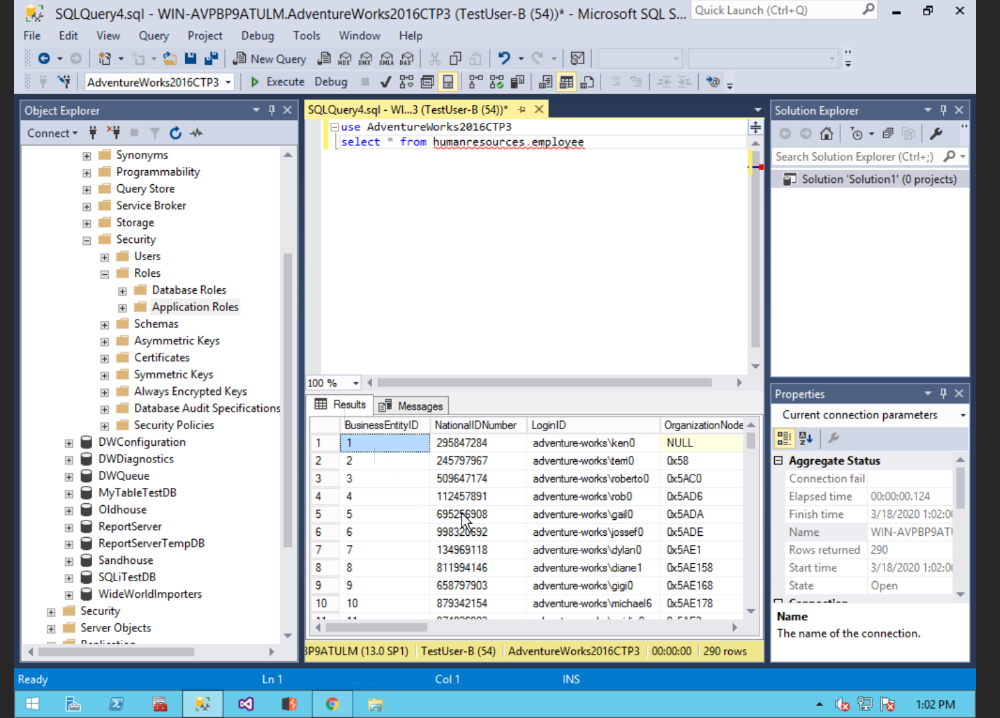 SQLQuery4.sql - WIN-AVPBP9ATULM.AdventureWorks2016CTP3 (TestUser-B (54))* - Microsoft SQL S...
Quick Launch (Ctrl+Q)
File Edit View Query Project Debug Tools Window Help
New Query MDX DMX XMLA DAX
AdventureWorks2016CTP3 Execute Debug
Object Explorer
Connect
Synonyms
Programmability
Query Store
Service Broker
Storage
Security
Users
Roles
Database Roles
Application Roles
Schemas
Asymmetric Keys
Certificates
Symmetric Keys
Always Encrypted Keys
Database Audit Specifications
Security Policies
DWConfiguration
DWDiagnostics
DWQueue
MyTableTestDB
Oldhouse
ReportServer
ReportServerTempDB
Sandhouse
SQLiTestDB
WideWorldImporters
Security
Server Objects
SQLQuery4.sql - WI...3 (TestUser-B (54))*
use AdventureWorks2016CTP3
select * from humanresources.employee
100 %
Results Messages
BusinessEntityID NationalIDNumber LoginID OrganizationNode
1 1 295847284 adventure-works\ken0 NULL
2 2 245797967 adventure-works\terri0 0x58
3 3 509647174 adventure-works\roberto0 0x5AC0
4 4 112457891 adventure-works\rob0 0x5AD6
5 5 695256908 adventure-works\gail0 0x5ADA
6 6 998320692 adventure-works\jossef0 0x5ADE
7 7 134969118 adventure-works\dylan0 0x5AE1
8 8 811994146 adventure-works\diane1 0x5AE158
9 9 658797903 adventure-works\gigi0 0x5AE168
10 10 879342154 adventure-works\michael6 0x5AE178
11 11
BP9ATULM (13.0 SP1) TestUser-B (54) AdventureWorks2016CTP3 00:00:00 290 rows
Solution Explorer
Search Solution Explorer (Ctrl+;)
Solution 'Solution1' (0 projects)
Properties
Current connection parameters
Aggregate Status
Connection fail
Elapsed time 00:00:00.124
Finish time 3/18/2020 1:02:0
Name WIN-AVPBP9AT
Rows returned 290
Start time 3/18/2020 1:02:0
State Open
Connection
Name
The name of the connection.
Ready Ln 1 Col 1 INS
1:02 PM